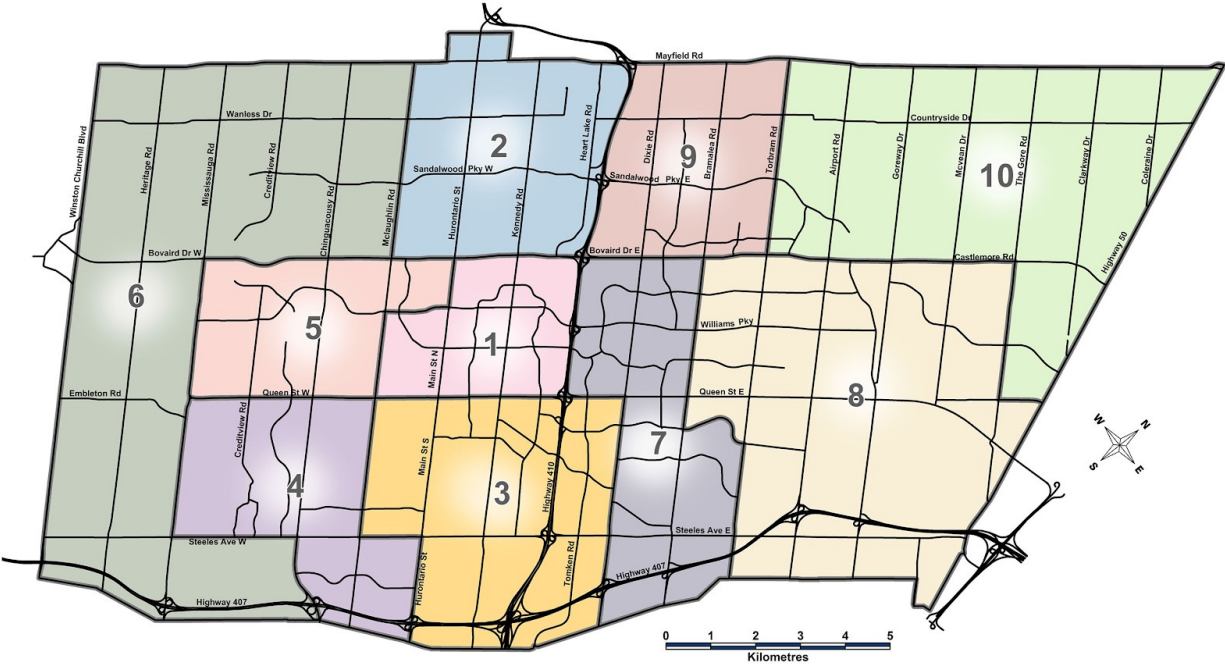 Mayfield Rd
Wanless Dr
Countryside Dr
Winston Churchill Blvd
Heritage Rd
Mississauga Rd
Creditview Rd
Chinguacousy Rd
Mclaughlin Rd
Hurontario St
Kennedy Rd
Heart Lake Rd
Dixie Rd
Bramalea Rd
Torbram Rd
Airport Rd
Goreway Dr
Mcvean Dr
The Gore Rd
Clarkway Dr
Coleraine Dr
Highway 50
2
9
10
Sandalwood Pky W
Sandalwood Pky E
Bovaird Dr W
Bovaird Dr E
Castlemore Rd
6
5
1
Williams Pky
Main St N
Embleton Rd
Queen St W
Queen St E
8
Creditview Rd
Main St S
7
4
3
Highway 410
W
N
S
E
Steeles Ave W
Steeles Ave E
Hurontario St
Tomken Rd
Highway 407
Highway 407
0 1 2 3 4 5
Kilometres